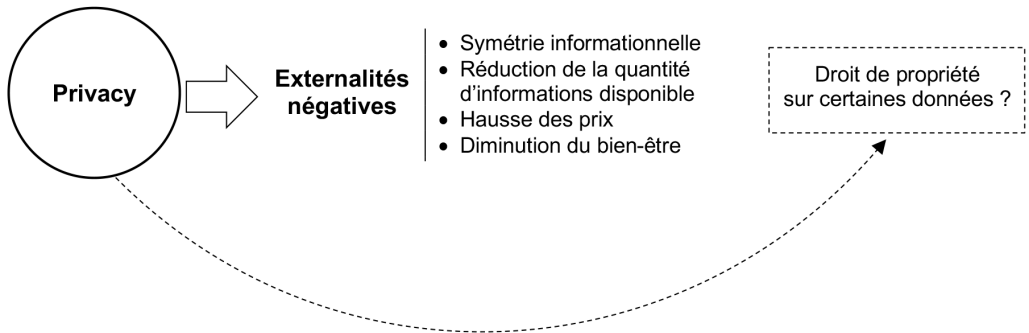 Privacy
Externalités
négatives
• Symétrie informationnelle
• Réduction de la quantité
d'informations disponible
• Hausse des prix
• Diminution du bien-être
Droit de propriété
sur certaines données ?